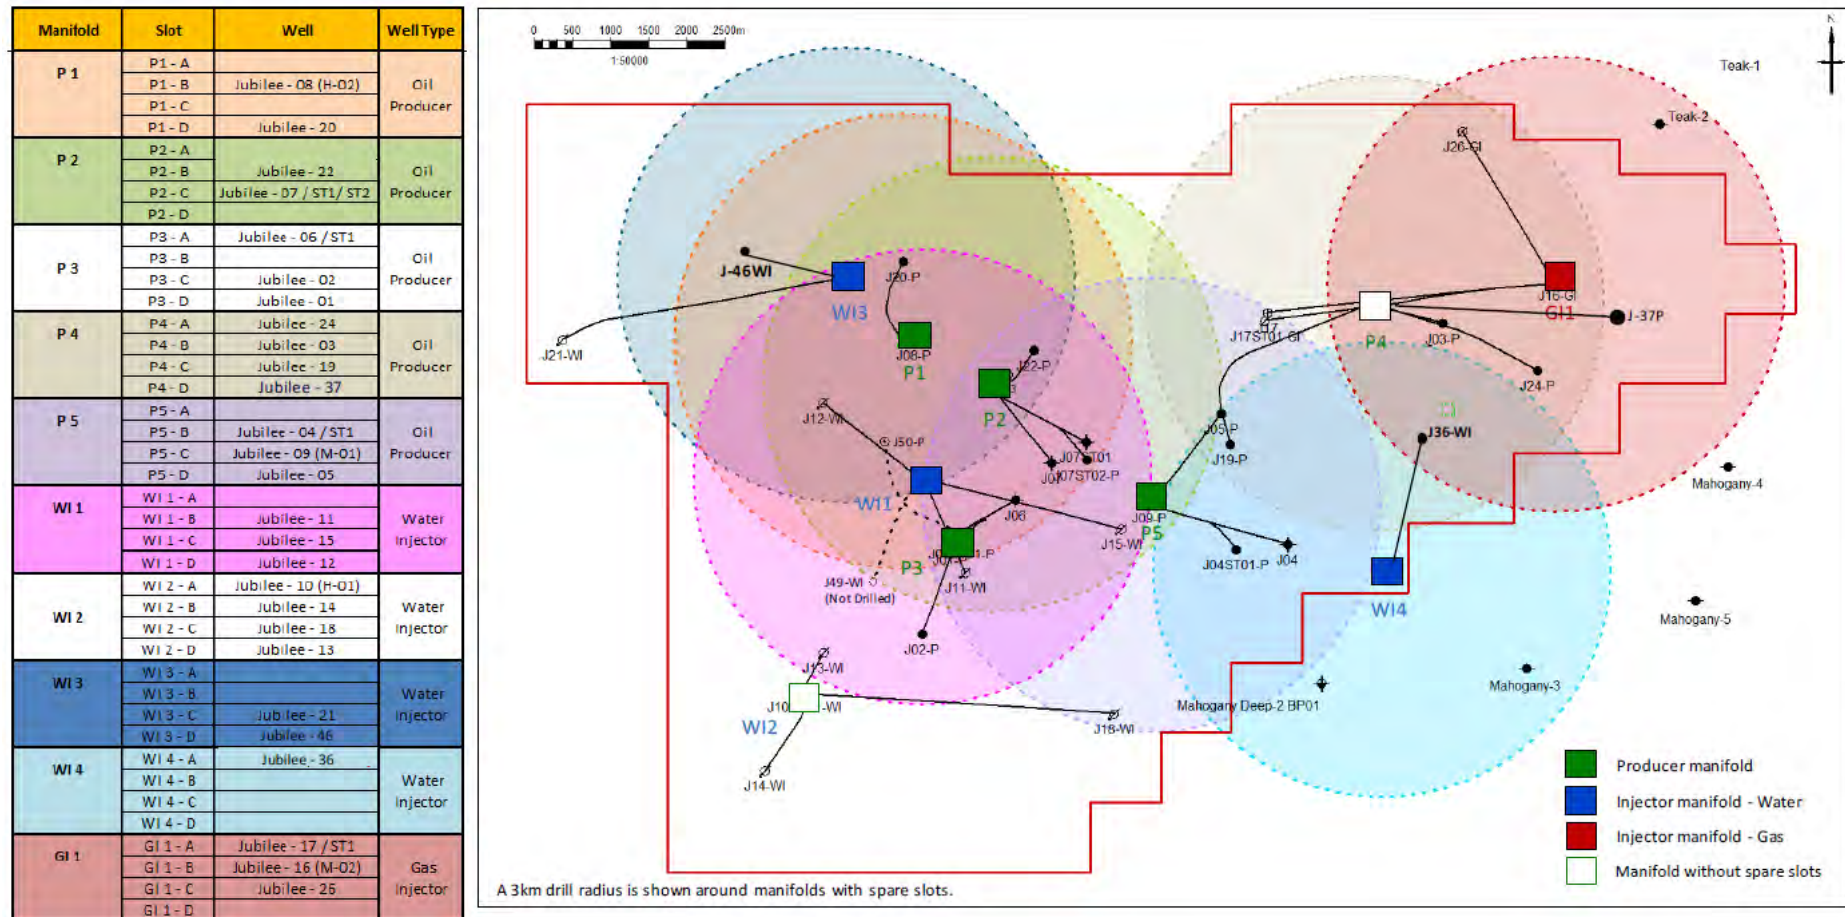 Manifold Slot Well Well Type
P 1
P1 - A
P1 - B Jubilee - 08 (H-02)
P1 - C
P1 - D Jubilee - 20
Oil
Producer
P 2
P2 - A
P2 - B Jubilee - 22
P2 - C Jubilee - 07 / ST1/ ST2
P2 - D
Oil
Producer
P 3
P3 - A Jubilee - 06 / ST1
P3 - B
P3 - C Jubilee - 02
P3 - D Jubilee - 01
Oil
Producer
P 4
P4 - A Jubilee - 24
P4 - B Jubilee - 03
P4 - C Jubilee - 19
P4 - D Jubilee - 37
Oil
Producer
P 5
P5 - A
P5 - B Jubilee - 04 / ST1
P5 - C Jubilee - 09 (M-01)
P5 - D Jubilee - 05
Oil
Producer
WI 1
WI 1 - A
WI 1 - B Jubilee - 11
WI 1 - C Jubilee - 15
WI 1 - D Jubilee - 12
Water
Injector
WI 2
WI 2 - A Jubilee - 10 (H-01)
WI 2 - B Jubilee - 14
WI 2 - C Jubilee - 18
WI 2 - D Jubilee - 13
Water
Injector
WI 3
WI 3 - A
WI 3 - B
WI 3 - C Jubilee - 21
WI 3 - D Jubilee - 46
Water
Injector
WI 4
WI 4 - A Jubilee - 36
WI 4 - B
WI 4 - C
WI 4 - D
Water
Injector
GI 1
GI 1 - A Jubilee - 17 / ST1
GI 1 - B Jubilee - 16 (M-02)
GI 1 - C Jubilee - 26
GI 1 - D
Gas
Injector
0 500 1000 1500 2000 2500m
1:50000
N
Teak-1
Teak-2
J26-GI
J-46WI
J20-P
WI3
J16-GI
GI1
J-37P
J17
J17ST01-GI
P4
J03-P
J21-WI
J08-P
P1
J22-P
J24-P
P2
J12-WI
J50-P
J05-P
J36-WI
J07ST01
J07
J07ST02-P
J19-P
Mahogany-4
WI1
J06
J09-P
P5
J15-WI
J04ST01-P
J04
P3
J11-WI
J49-WI
(Not Drilled)
WI4
Mahogany-5
J02-P
J13-WI
Mahogany-3
J10 -WI
Mahogany Deep-2 BP01
WI2
J18-WI
J14-WI
Producer manifold
Injector manifold - Water
Injector manifold - Gas
Manifold without spare slots
A 3km drill radius is shown around manifolds with spare slots.